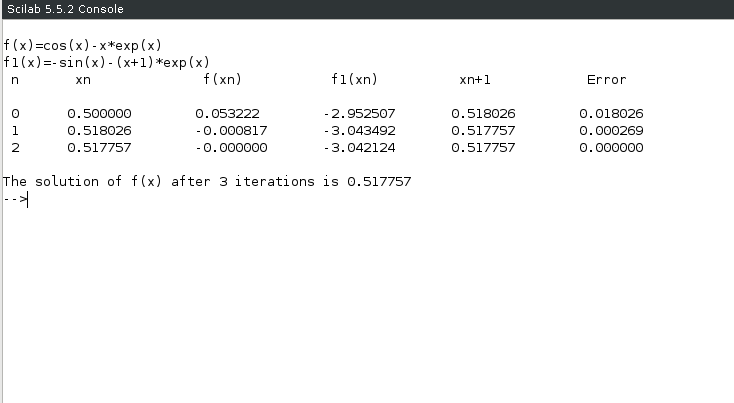 Scilab 5.5.2 Console
f(x)=cos(x)-x*exp(x)
f1(x)=-sin(x)-(x+1)*exp(x)
n xn f(xn) f1(xn) xn+1 Error
0 0.500000 0.053222 -2.952507 0.518026 0.018026
1 0.518026 -0.000817 -3.043492 0.517757 0.000269
2 0.517757 -0.000000 -3.042124 0.517757 0.000000
The solution of f(x) after 3 iterations is 0.517757
-->